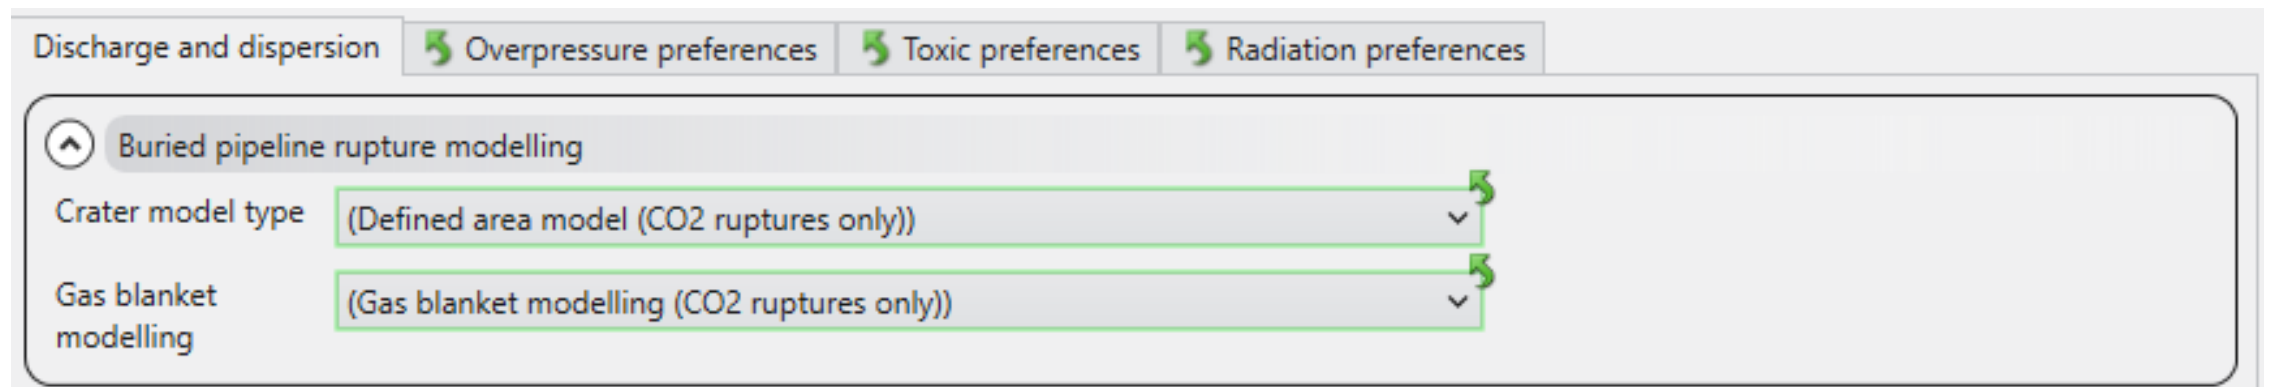 Discharge and dispersion Overpressure preferences Toxic preferences Radiation preferences
Buried pipeline rupture modelling
Crater model type (Defined area model (CO2 ruptures only))
Gas blanket (Gas blanket modelling (CO2 ruptures only))
modelling